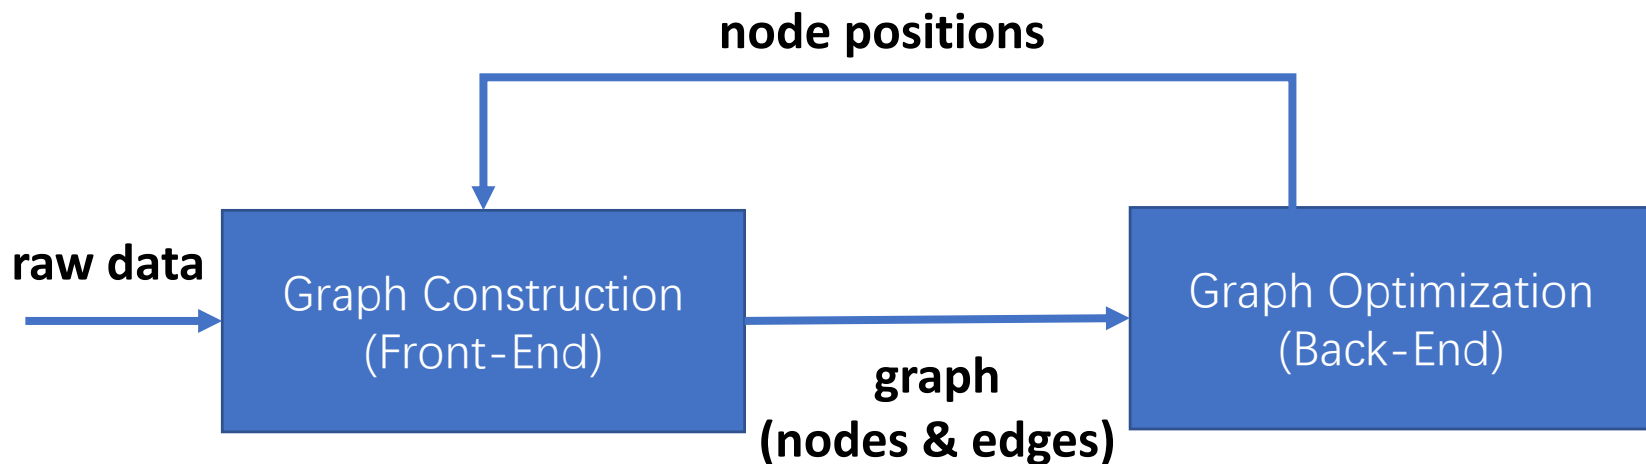 node positions
raw data
Graph Construction
(Front-End)
graph
(nodes & edges)
Graph Optimization
(Back-End)